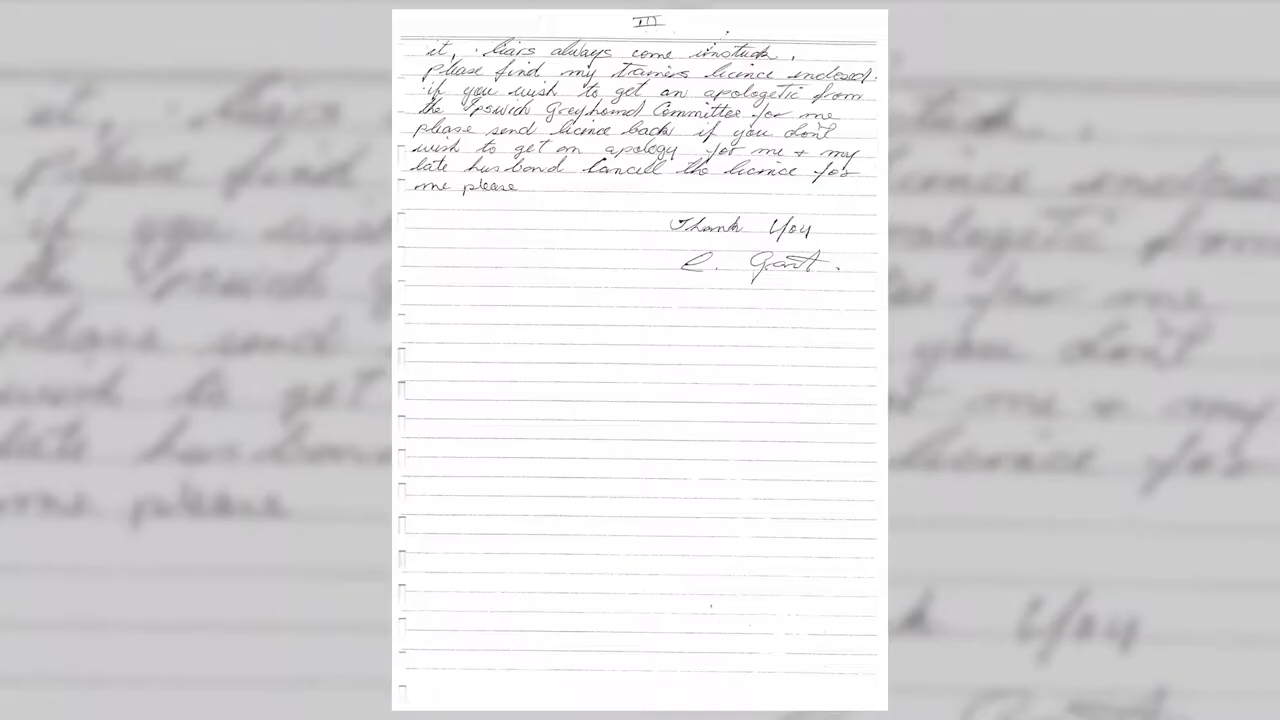 III
it, liars always come unstuck,
please find my Trainers licence enclosed.
if you wish to get an apologetic from
the Ipswich Greyhound Committee for me
please send licence back if you don't
wish to get an apology for me + my
late husband Cancell the licence for
me please
Thank You
E. Grant.